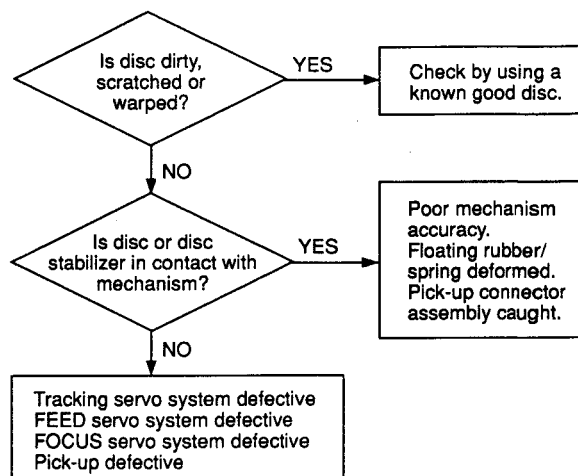 Is disc dirty,
scratched or
warped?
YES
Check by using a
known good disc.
NO
Is disc or disc
stabilizer in contact with
mechanism?
YES
Poor mechanism
accuracy.
Floating rubber/
spring deformed.
Pick-up connector
assembly caught.
NO
Tracking servo system defective
FEED servo system defective
FOCUS servo system defective
Pick-up defective